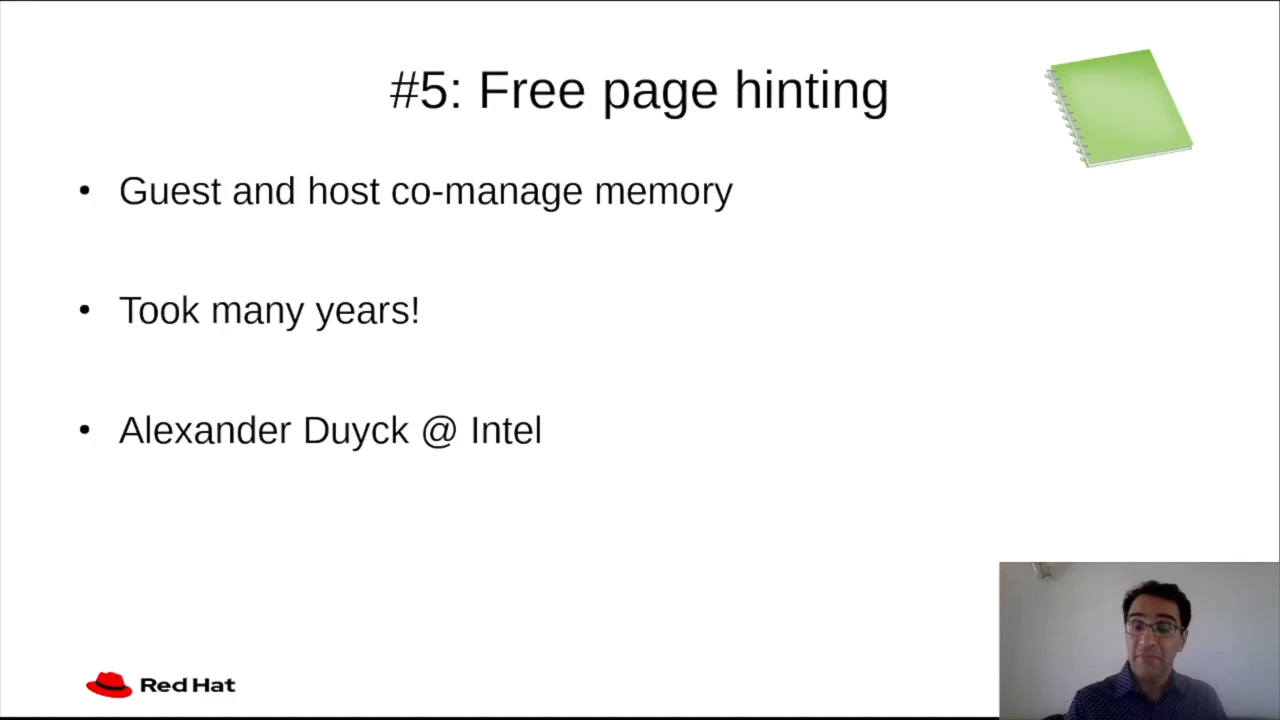 #5: Free page hinting
• Guest and host co-manage memory
• Took many years!
• Alexander Duyck @ Intel
Red Hat